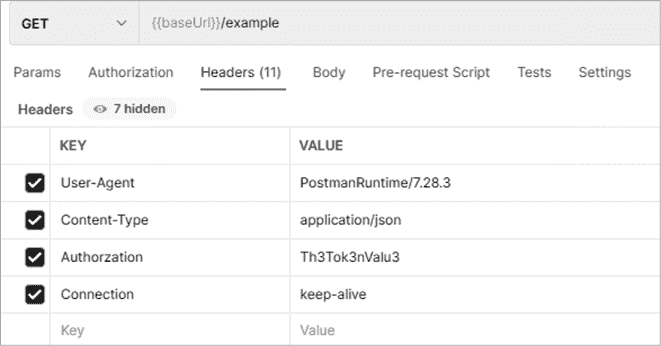 GET {{baseUrl}}/example
Params Authorization Headers (11) Body Pre-request Script Tests Settings
Headers 7 hidden
KEY VALUE
User-Agent PostmanRuntime/7.28.3
Content-Type application/json
Authorzation Th3Tok3nValu3
Connection keep-alive
Key Value